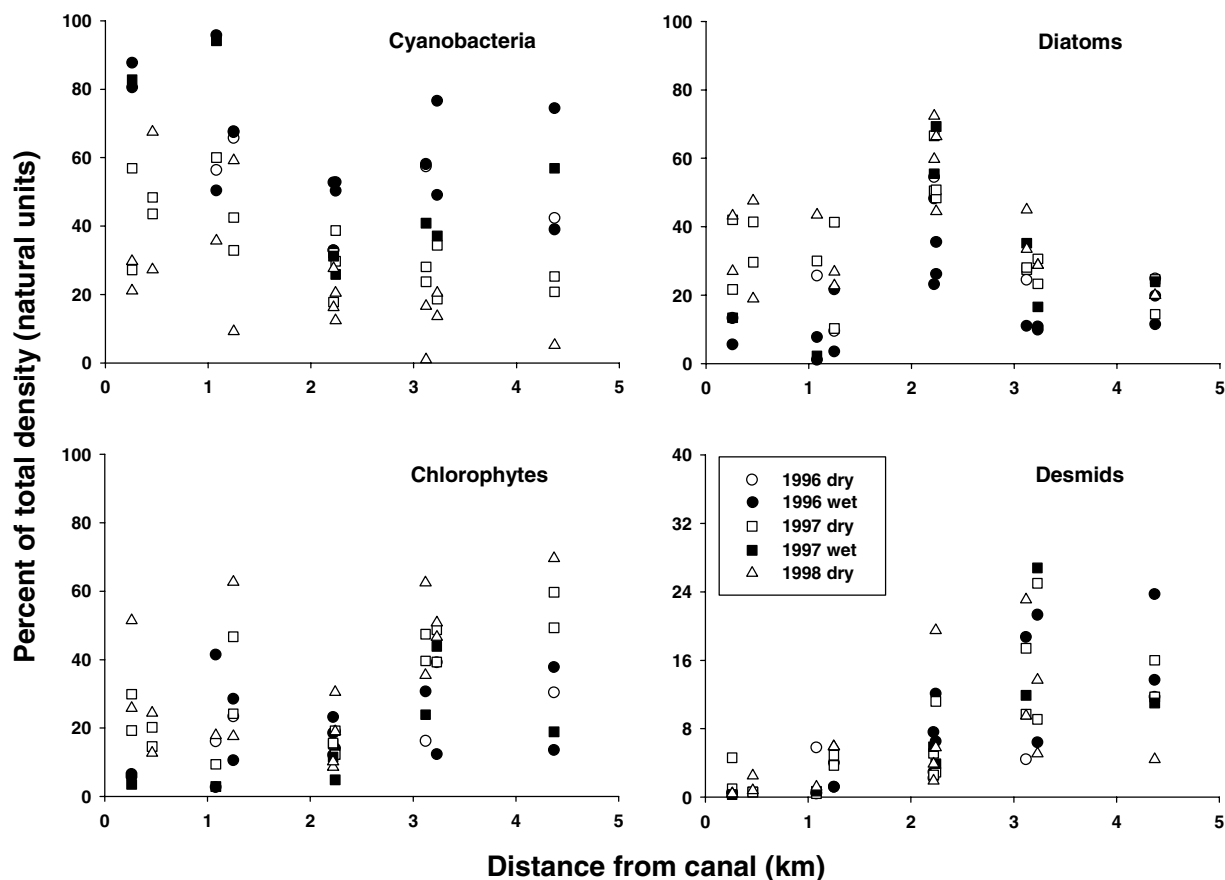 Percent of total density (natural units)
Cyanobacteria
100
80
60
40
20
0
0 1 2 3 4 5
Diatoms
100
80
60
40
20
0
0 1 2 3 4 5
Chlorophytes
100
80
60
40
20
0
0 1 2 3 4 5
Desmids
40
32
24
16
8
0
0 1 2 3 4 5
1996 dry
1996 wet
1997 dry
1997 wet
1998 dry
Distance from canal (km)